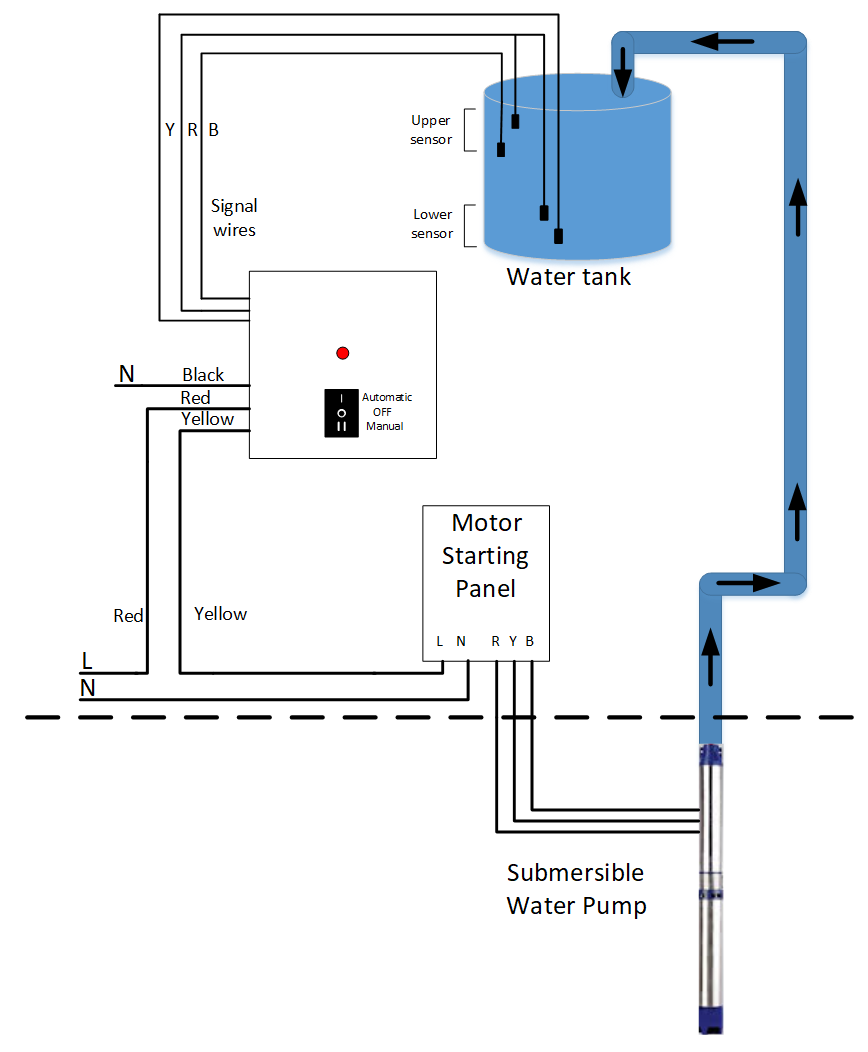 Y R B
Upper
sensor
Signal
wires
Lower
sensor
Water tank
N
Black
Red
Yellow
I
O
II
Automatic
OFF
Manual
Motor
Starting
Panel
L N R Y B
Red
Yellow
L
N
Submersible
Water Pump